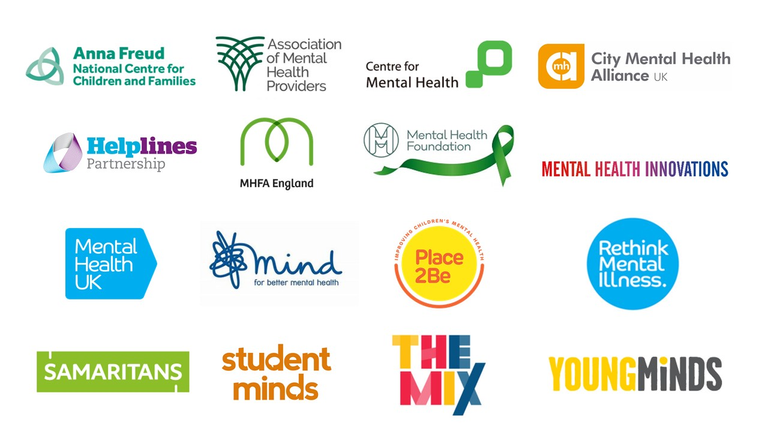 Anna Freud
National Centre for
Children and Families
Association
of Mental
Health
Providers
Centre for
Mental Health
mh
City Mental Health
Alliance UK
Helplines
Partnership
MHFA England
Mental Health
Foundation
MENTAL HEALTH INNOVATIONS
Mental
Health
UK
mind
for better mental health
IMPROVING CHILDREN'S MENTAL HEALTH
Place
2Be
Rethink
Mental
Illness.
SAMARITANS
student
minds
THE
MIX
YOUNGMiNDS